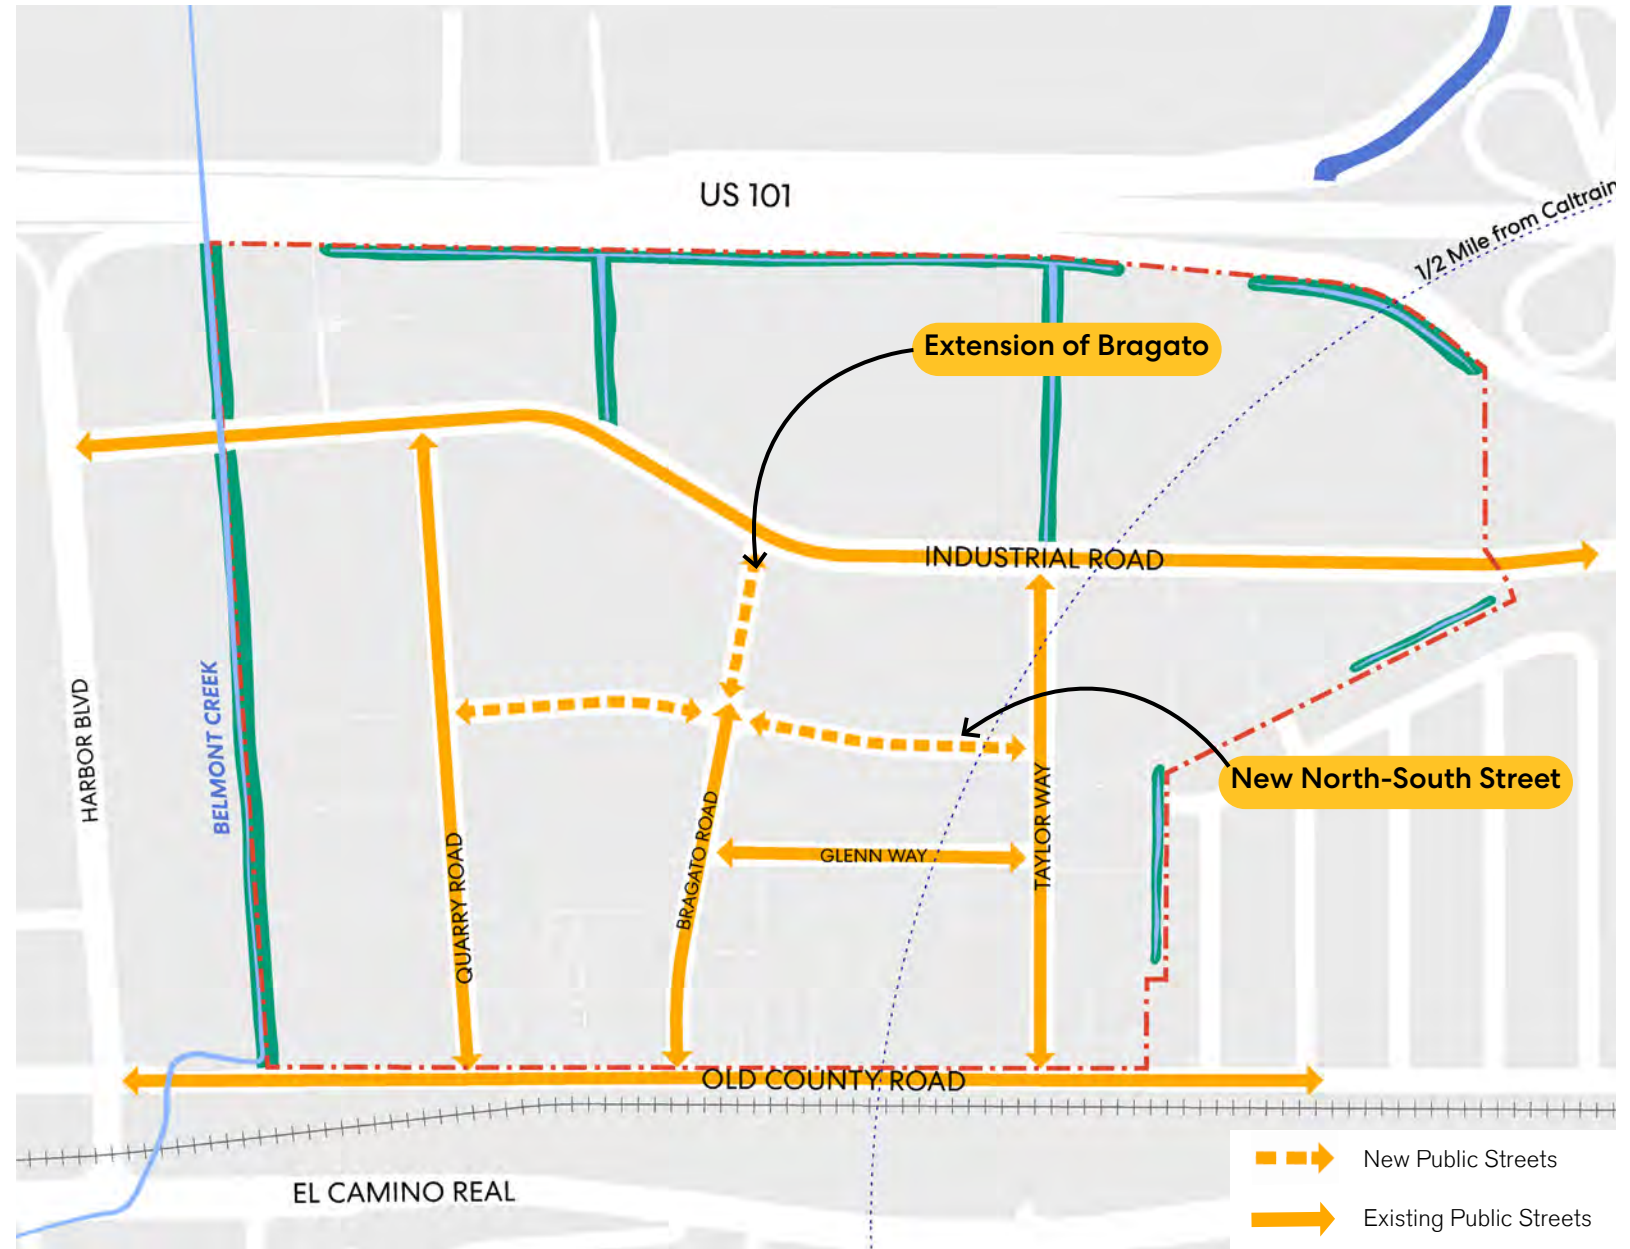 US 101
1/2 Mile from Caltrain
Extension of Bragato
INDUSTRIAL ROAD
HARBOR BLVD
BELMONT CREEK
New North-South Street
QUARRY ROAD
BRAGATO ROAD
GLENN WAY
TAYLOR WAY
OLD COUNTY ROAD
EL CAMINO REAL
New Public Streets
Existing Public Streets